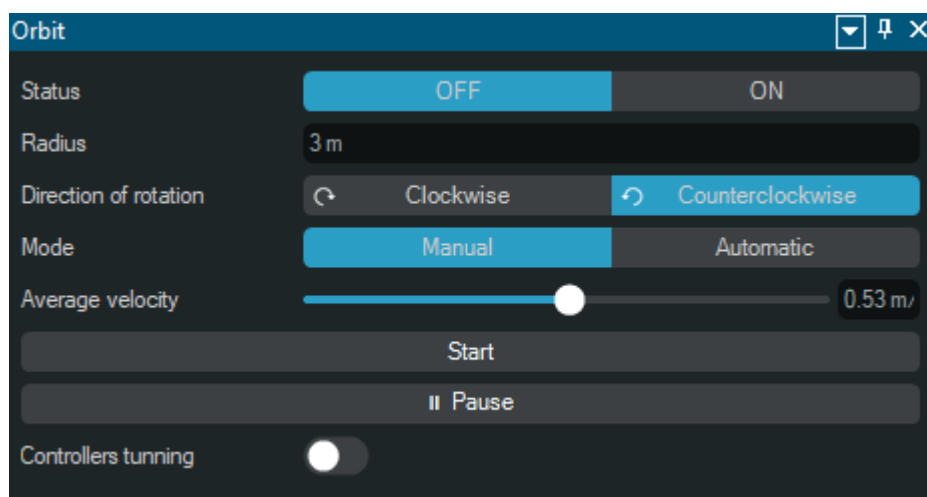 Orbit
Status OFF ON
Radius 3 m
Direction of rotation Clockwise Counterclockwise
Mode Manual Automatic
Average velocity 0.53 m/
Start
Pause
Controllers tunning